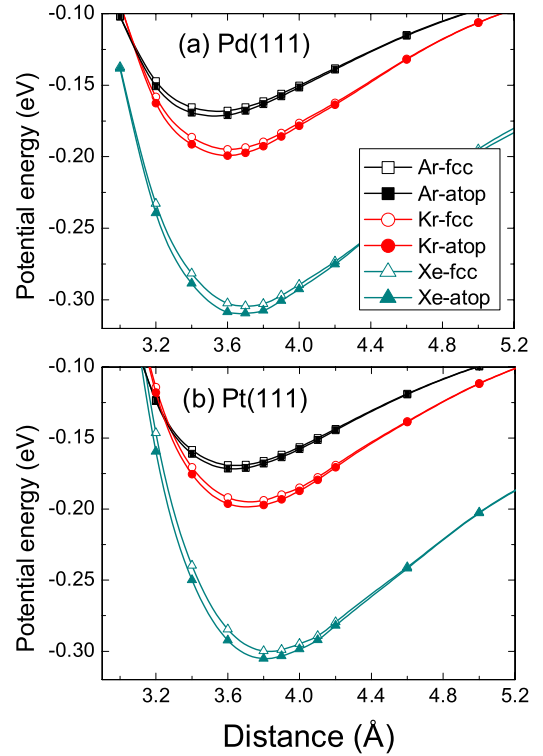 -0.10
(a) Pd(111)
-0.15
-0.20
-0.25
-0.30
Potential energy (eV)
Ar-fcc
Ar-atop
Kr-fcc
Kr-atop
Xe-fcc
Xe-atop
3.2 3.6 4.0 4.4 4.8 5.2
-0.10
(b) Pt(111)
-0.15
-0.20
-0.25
-0.30
Potential energy (eV)
3.2 3.6 4.0 4.4 4.8 5.2
Distance (Å)